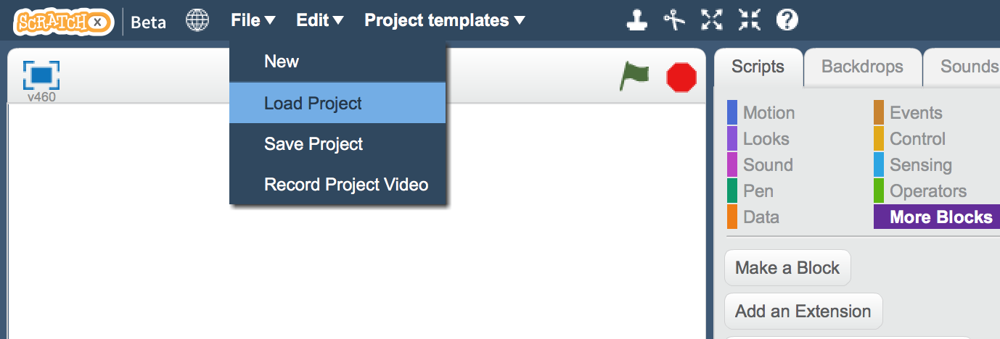 SCRATCH X Beta File Edit Project templates ?
New
Load Project
Save Project
Record Project Video
v460
Scripts Backdrops Sounds
Motion Events
Looks Control
Sound Sensing
Pen Operators
Data More Blocks
Make a Block
Add an Extension